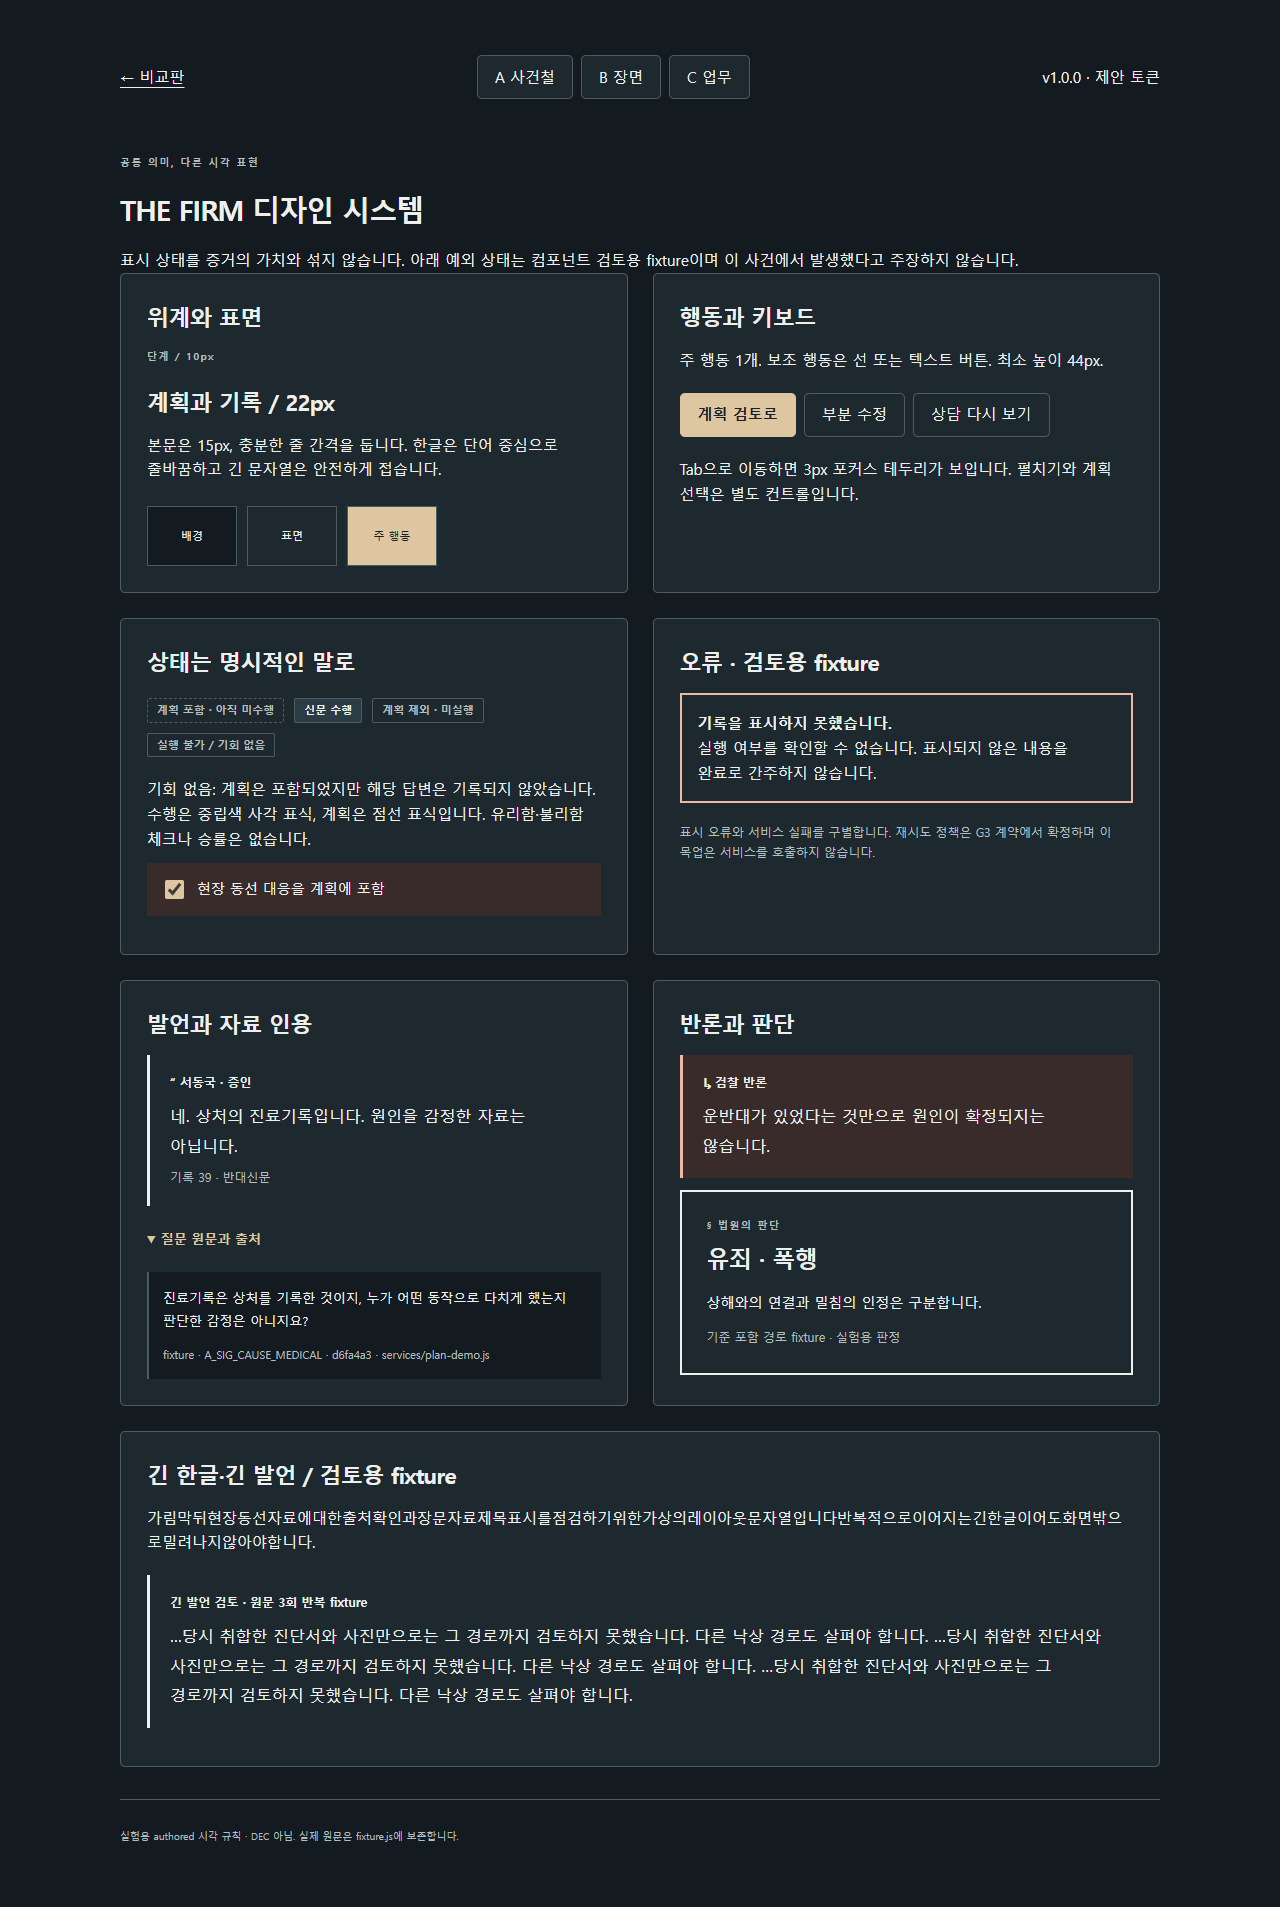 ← 비교판
A 사건철
B 장면
C 업무
v1.0.0 · 제안 토큰
공통 의미, 다른 시각 표현
THE FIRM 디자인 시스템
표시 상태를 증거의 가치와 섞지 않습니다. 아래 예외 상태는 컴포넌트 검토용 fixture이며 이 사건에서 발생했다고 주장하지 않습니다.
위계와 표면
단계 / 10px
계획과 기록 / 22px
본문은 15px, 충분한 줄 간격을 둡니다. 한글은 단어 중심으로
줄바꿈하고 긴 문자열은 안전하게 접습니다.
배경
표면
주 행동
행동과 키보드
주 행동 1개. 보조 행동은 선 또는 텍스트 버튼. 최소 높이 44px.
계획 검토로
부분 수정
상담 다시 보기
Tab으로 이동하면 3px 포커스 테두리가 보입니다. 펼치기와 계획
선택은 별도 컨트롤입니다.
상태는 명시적인 말로
계획 포함 · 아직 미수행
신문 수행
계획 제외 · 미실행
실행 불가 / 기회 없음
기회 없음: 계획은 포함되었지만 해당 답변은 기록되지 않았습니다.
수행은 중립색 사각 표식, 계획은 점선 표식입니다. 유리함·불리함
체크나 승률은 없습니다.
현장 동선 대응을 계획에 포함
오류 · 검토용 fixture
기록을 표시하지 못했습니다.
실행 여부를 확인할 수 없습니다. 표시되지 않은 내용을
완료로 간주하지 않습니다.
표시 오류와 서비스 실패를 구별합니다. 재시도 정책은 G3 계약에서 확정하며 이
목업은 서비스를 호출하지 않습니다.
발언과 자료 인용
“ 서동국 · 증인
네. 상처의 진료기록입니다. 원인을 감정한 자료는
아닙니다.
기록 39 · 반대신문
▼ 질문 원문과 출처
진료기록은 상처를 기록한 것이지, 누가 어떤 동작으로 다치게 했는지
판단한 감정은 아니지요?
fixture · A_SIG_CAUSE_MEDICAL · d6fa4a3 · services/plan-demo.js
반론과 판단
↳ 검찰 반론
운반대가 있었다는 것만으로 원인이 확정되지는
않습니다.
§ 법원의 판단
유죄 · 폭행
상해와의 연결과 밀침의 인정은 구분합니다.
기준 포함 경로 fixture · 실험용 판정
긴 한글·긴 발언 / 검토용 fixture
가림막뒤현장동선자료에대한출처확인과장문자료제목표시를점검하기위한가상의레이아웃문자열입니다반복적으로이어지는긴한글이어도화면밖으
로밀려나지않아야합니다.
긴 발언 검토 · 원문 3회 반복 fixture
…당시 취합한 진단서와 사진만으로는 그 경로까지 검토하지 못했습니다. 다른 낙상 경로도 살펴야 합니다. …당시 취합한 진단서와
사진만으로는 그 경로까지 검토하지 못했습니다. 다른 낙상 경로도 살펴야 합니다. …당시 취합한 진단서와 사진만으로는 그
경로까지 검토하지 못했습니다. 다른 낙상 경로도 살펴야 합니다.
실험용 authored 시각 규칙 · DEC 아님. 실제 원문은 fixture.js에 보존합니다.